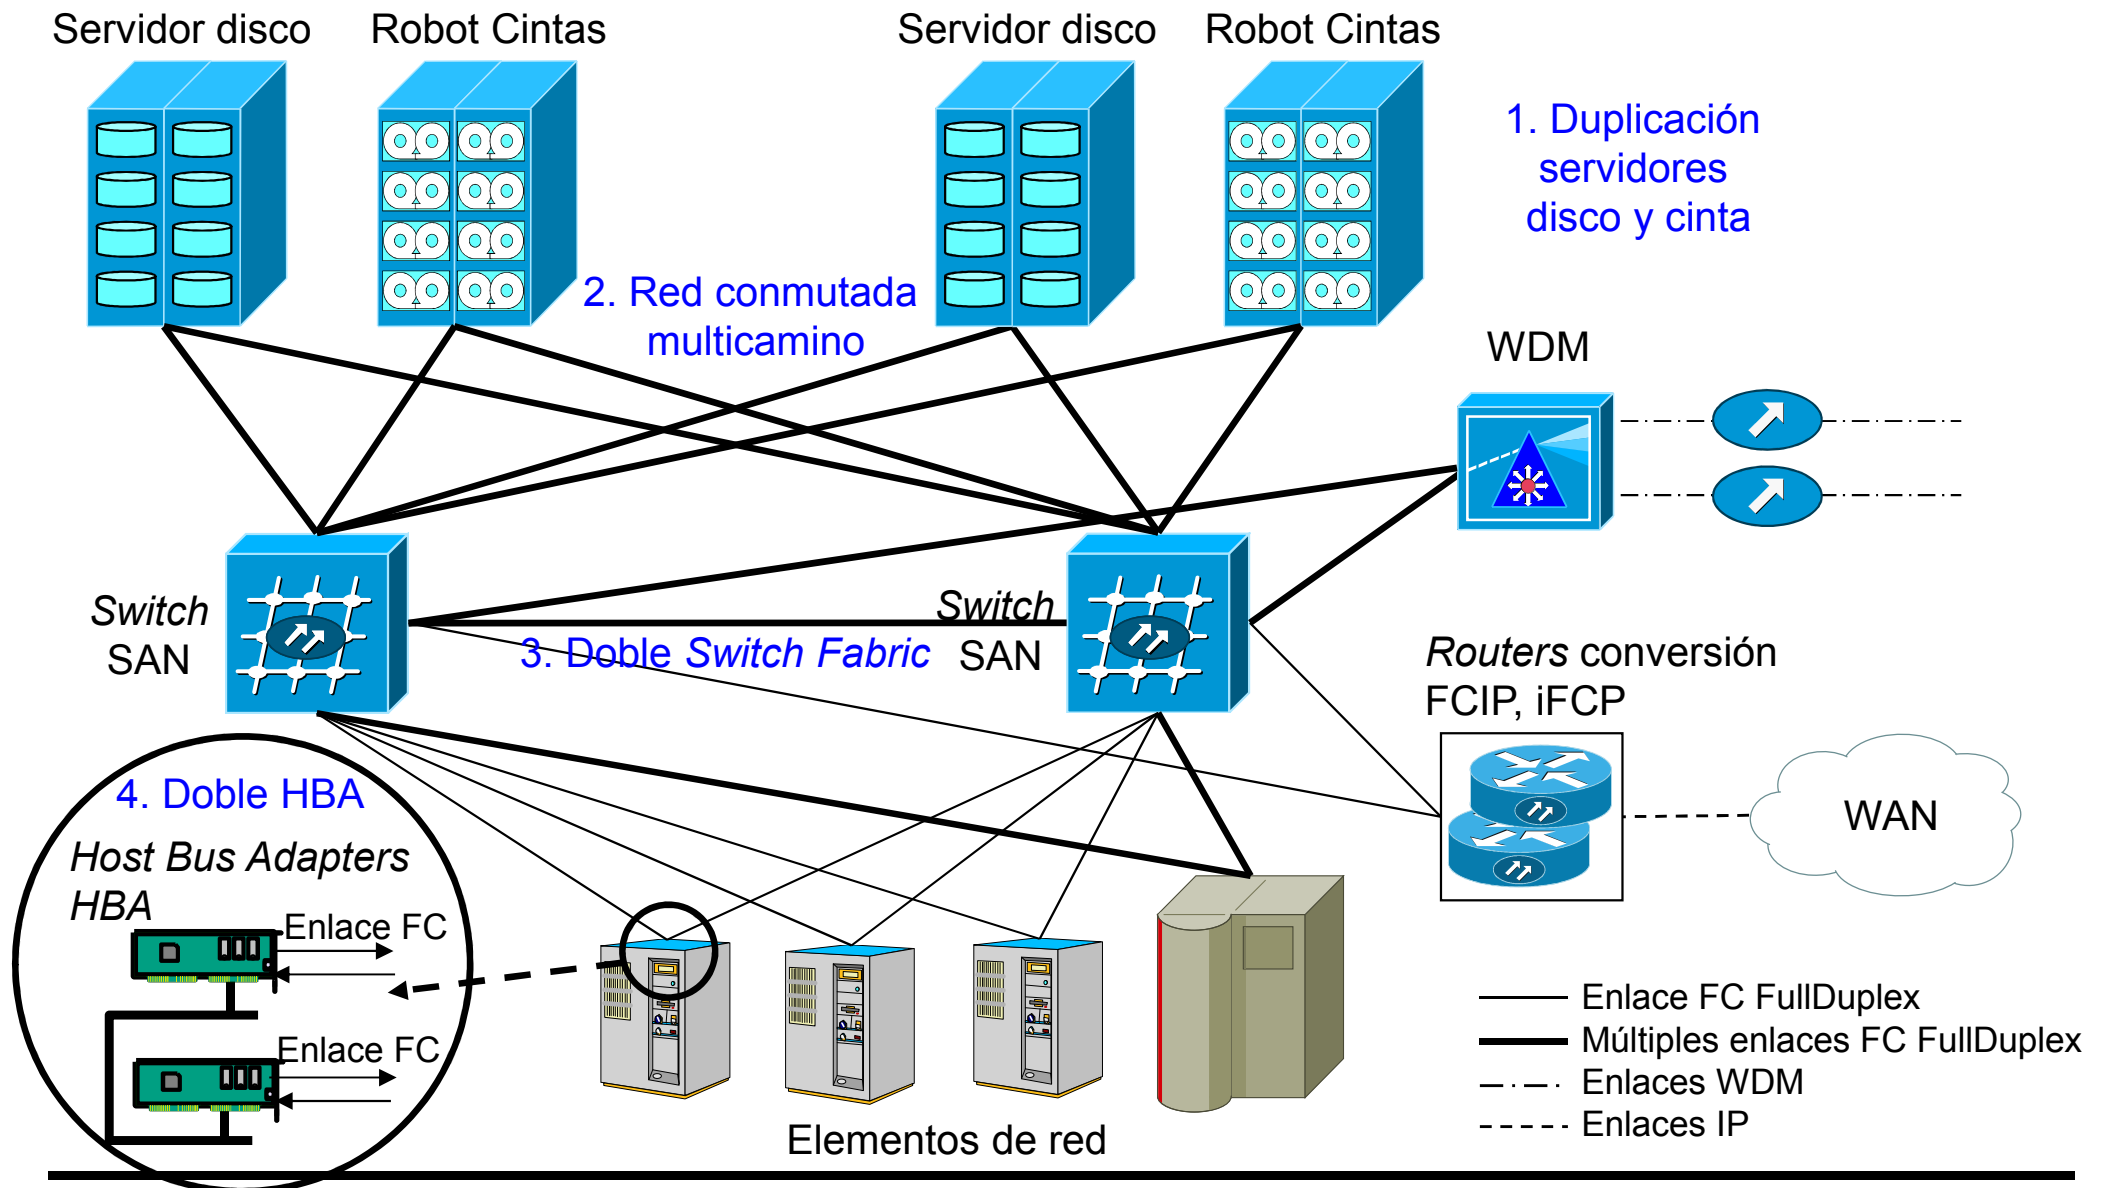 Servidor disco
Robot Cintas
Servidor disco
Robot Cintas
1. Duplicación
servidores
disco y cinta
2. Red conmutada
multicamino
WDM
Switch
SAN
Switch
SAN
3. Doble Switch Fabric
Routers conversión
FCIP, iFCP
WAN
4. Doble HBA
Host Bus Adapters
HBA
Enlace FC
Enlace FC
Elementos de red
Enlace FC FullDuplex
Múltiples enlaces FC FullDuplex
Enlaces WDM
Enlaces IP